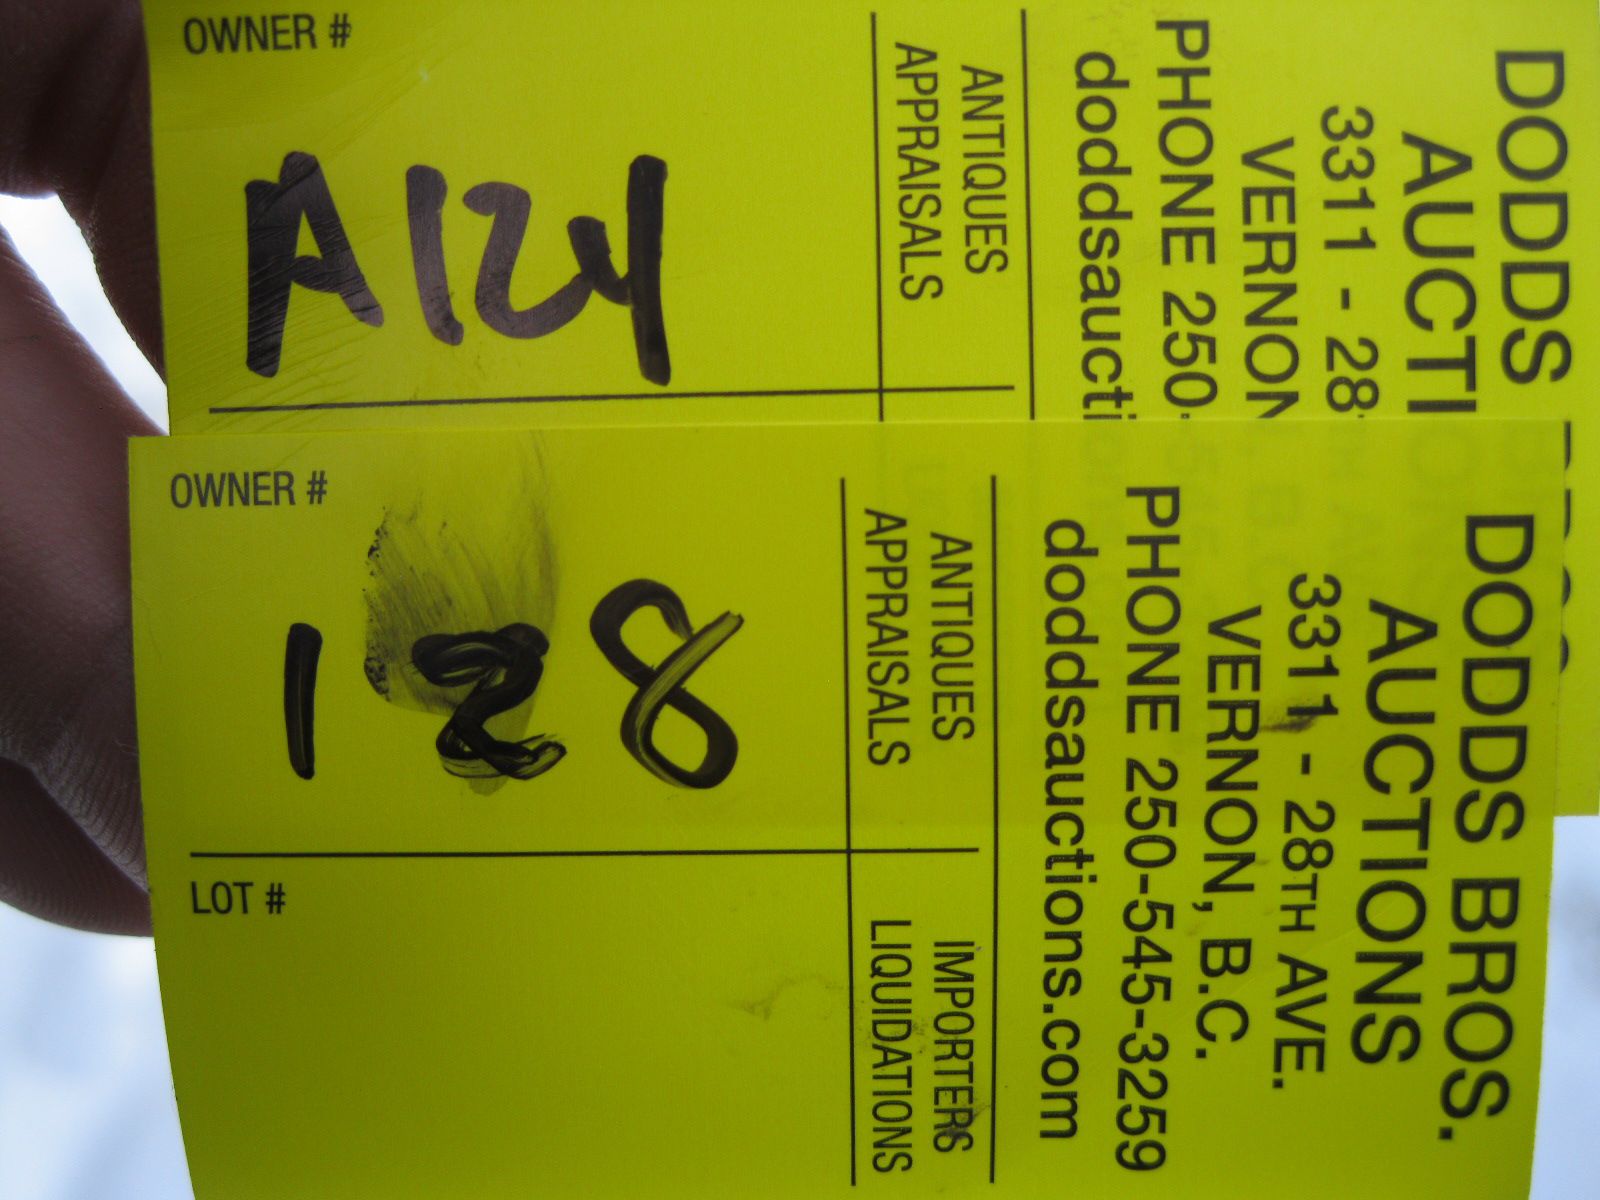 DODDS
AUCTI
3311 - 28
VERNON
PHONE 250-
doddsaucti
ANTIQUES
APPRAISALS
OWNER #
A124
DODDS BROS.
AUCTIONS
3311 - 28TH AVE.
VERNON, B.C.
PHONE 250-545-3259
doddsauctions.com
ANTIQUES IMPORTERS
APPRAISALS LIQUIDATIONS
OWNER #
128
LOT #